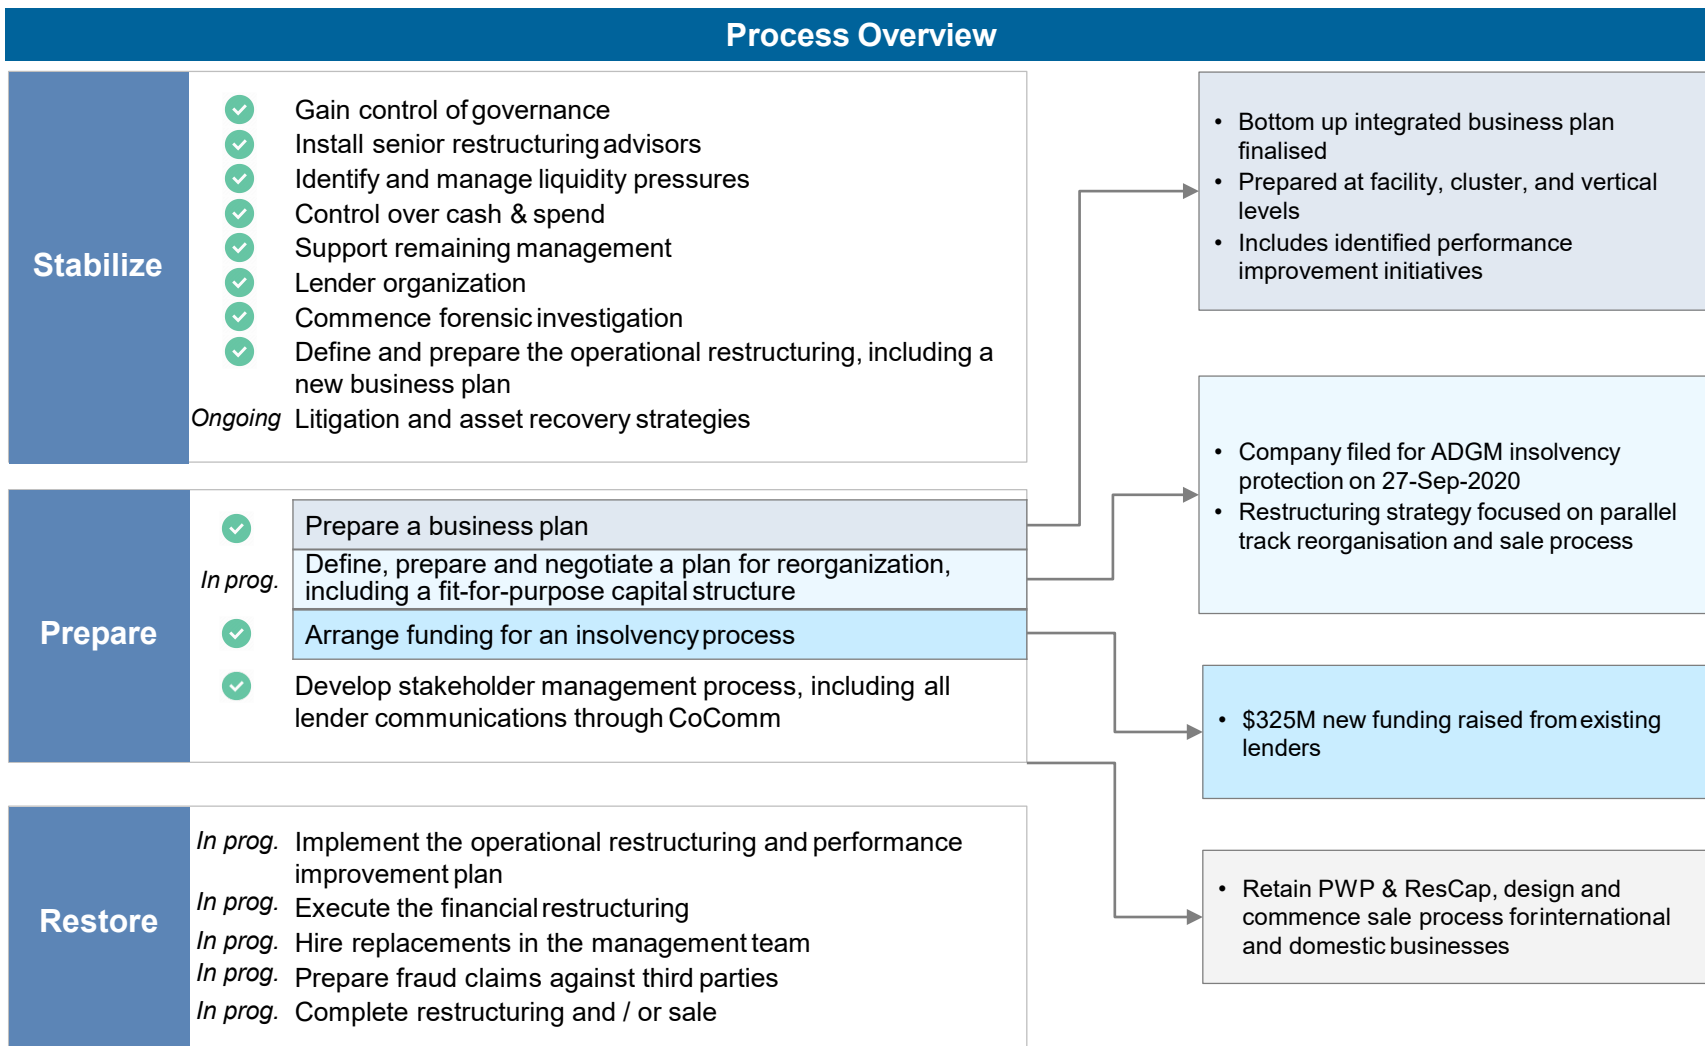 Process Overview
Stabilize
Gain control of governance
Install senior restructuring advisors
Identify and manage liquidity pressures
Control over cash & spend
Support remaining management
Lender organization
Commence forensic investigation
Define and prepare the operational restructuring, including a
new business plan
Ongoing Litigation and asset recovery strategies
Prepare
Prepare a business plan
In prog. Define, prepare and negotiate a plan for reorganization,
including a fit-for-purpose capital structure
Arrange funding for an insolvency process
Develop stakeholder management process, including all
lender communications through CoComm
Restore
In prog. Implement the operational restructuring and performance
improvement plan
In prog. Execute the financial restructuring
In prog. Hire replacements in the management team
In prog. Prepare fraud claims against third parties
In prog. Complete restructuring and / or sale
• Bottom up integrated business plan
finalised
• Prepared at facility, cluster, and vertical
levels
• Includes identified performance
improvement initiatives
• Company filed for ADGM insolvency
protection on 27-Sep-2020
• Restructuring strategy focused on parallel
track reorganisation and sale process
• $325M new funding raised from existing
lenders
• Retain PWP & ResCap, design and
commence sale process for international
and domestic businesses